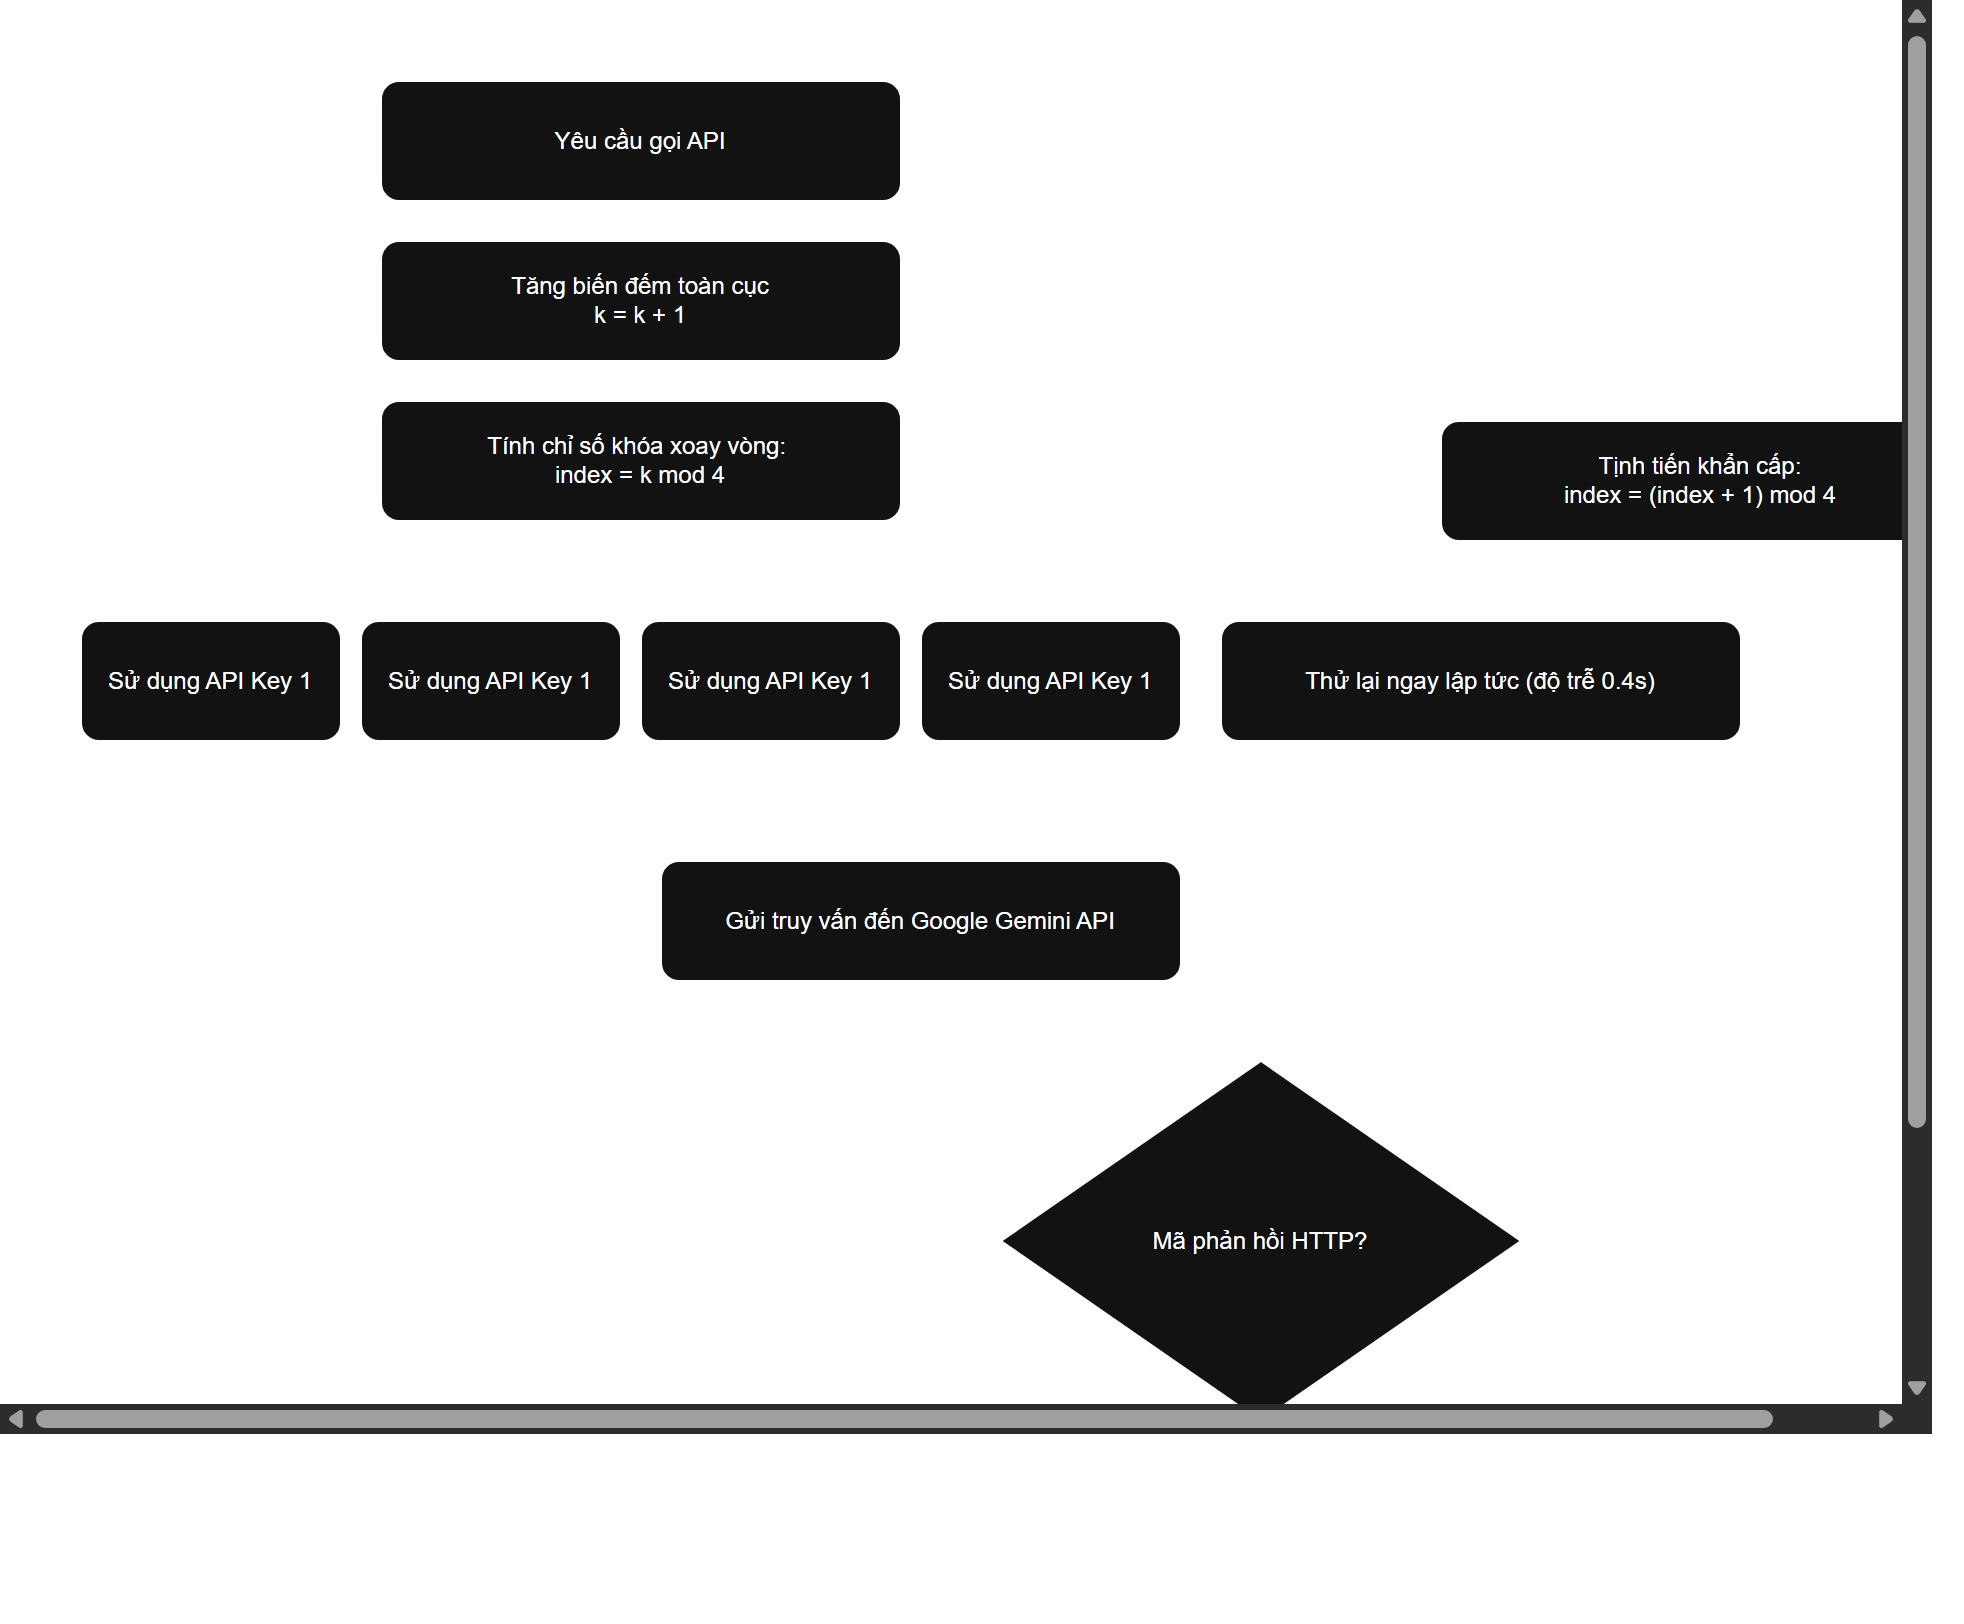 Yêu cầu gọi API
Tăng biến đếm toàn cục
k = k + 1
Tính chỉ số khóa xoay vòng:
index = k mod 4
Tịnh tiến khẩn cấp:
index = (index + 1) mod 4
Sử dụng API Key 1
Sử dụng API Key 1
Sử dụng API Key 1
Sử dụng API Key 1
Thử lại ngay lập tức (độ trễ 0.4s)
Gửi truy vấn đến Google Gemini API
Mã phản hồi HTTP?